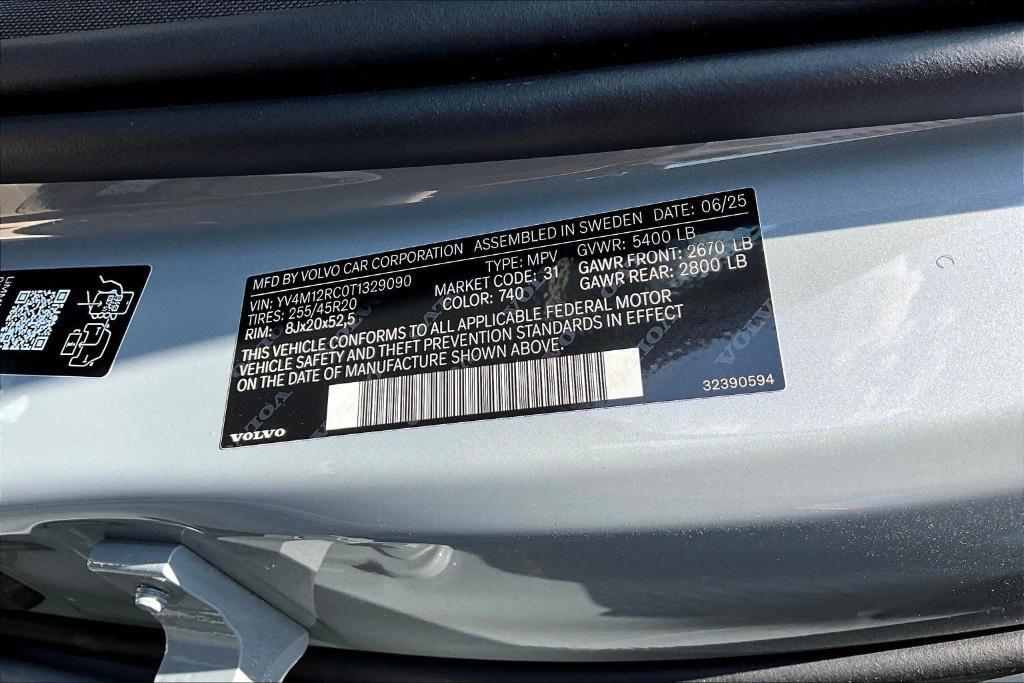 MFD BY VOLVO CAR CORPORATION ASSEMBLED IN SWEDEN DATE: 06/25
VIN: YV4M12RC0T1329090 TYPE: MPV GVWR: 5400 LB
TIRES: 255/45R20 MARKET CODE: 31 GAWR FRONT: 2670 LB
RIM: 8Jx20x52,5 COLOR: 740 GAWR REAR: 2800 LB
THIS VEHICLE CONFORMS TO ALL APPLICABLE FEDERAL MOTOR
VEHICLE SAFETY AND THEFT PREVENTION STANDARDS IN EFFECT
ON THE DATE OF MANUFACTURE SHOWN ABOVE.
32390594
VOLVO